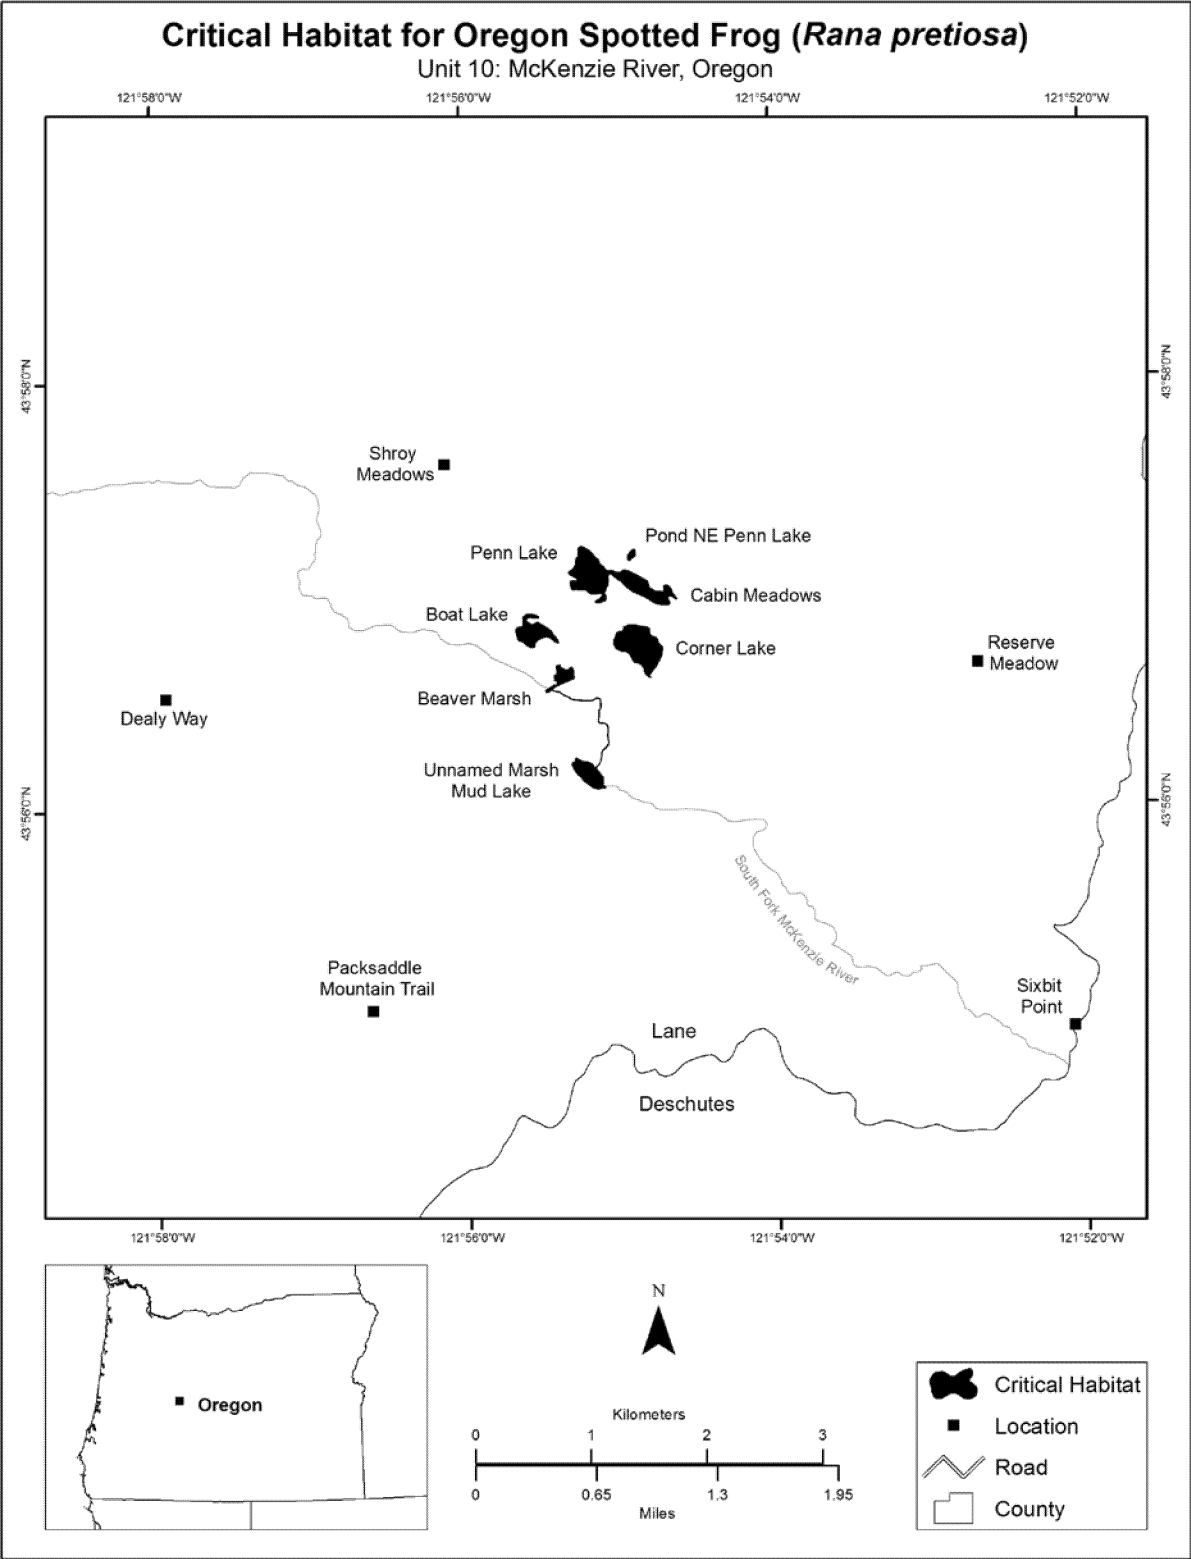 Critical Habitat for Oregon Spotted Frog (Rana pretiosa)
Unit 10: McKenzie River, Oregon
121°58'0"W
121°56'0"W
121°54'0"W
121°52'0"W
43°58'0"N
43°58'0"N
Shroy
Meadows
Pond NE Penn Lake
Penn Lake
Cabin Meadows
Boat Lake
Corner Lake
Reserve
Meadow
Beaver Marsh
Dealy Way
Unnamed Marsh
Mud Lake
43°56'0"N
43°56'0"N
South Fork McKenzie River
Packsaddle
Mountain Trail
Sixbit
Point
Lane
Deschutes
121°58'0"W
121°56'0"W
121°54'0"W
121°52'0"W
Oregon
N
Kilometers
0 1 2 3
0 0.65 1.3 1.95
Miles
Critical Habitat
Location
Road
County